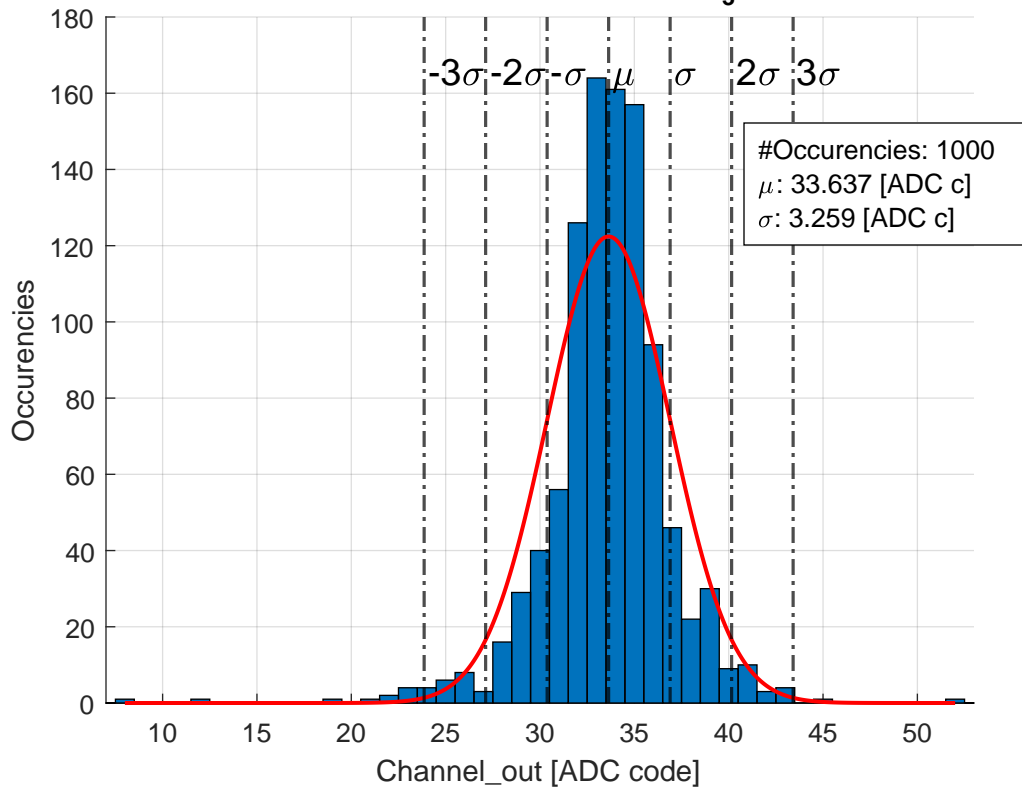 180
160
140
120
100
80
60
40
20
0
Occurencies
-3σ -2σ -σ μ σ 2σ 3σ
#Occurencies: 1000
μ: 33.637 [ADC c]
σ: 3.259 [ADC c]
10 15 20 25 30 35 40 45 50
Channel_out [ADC code]